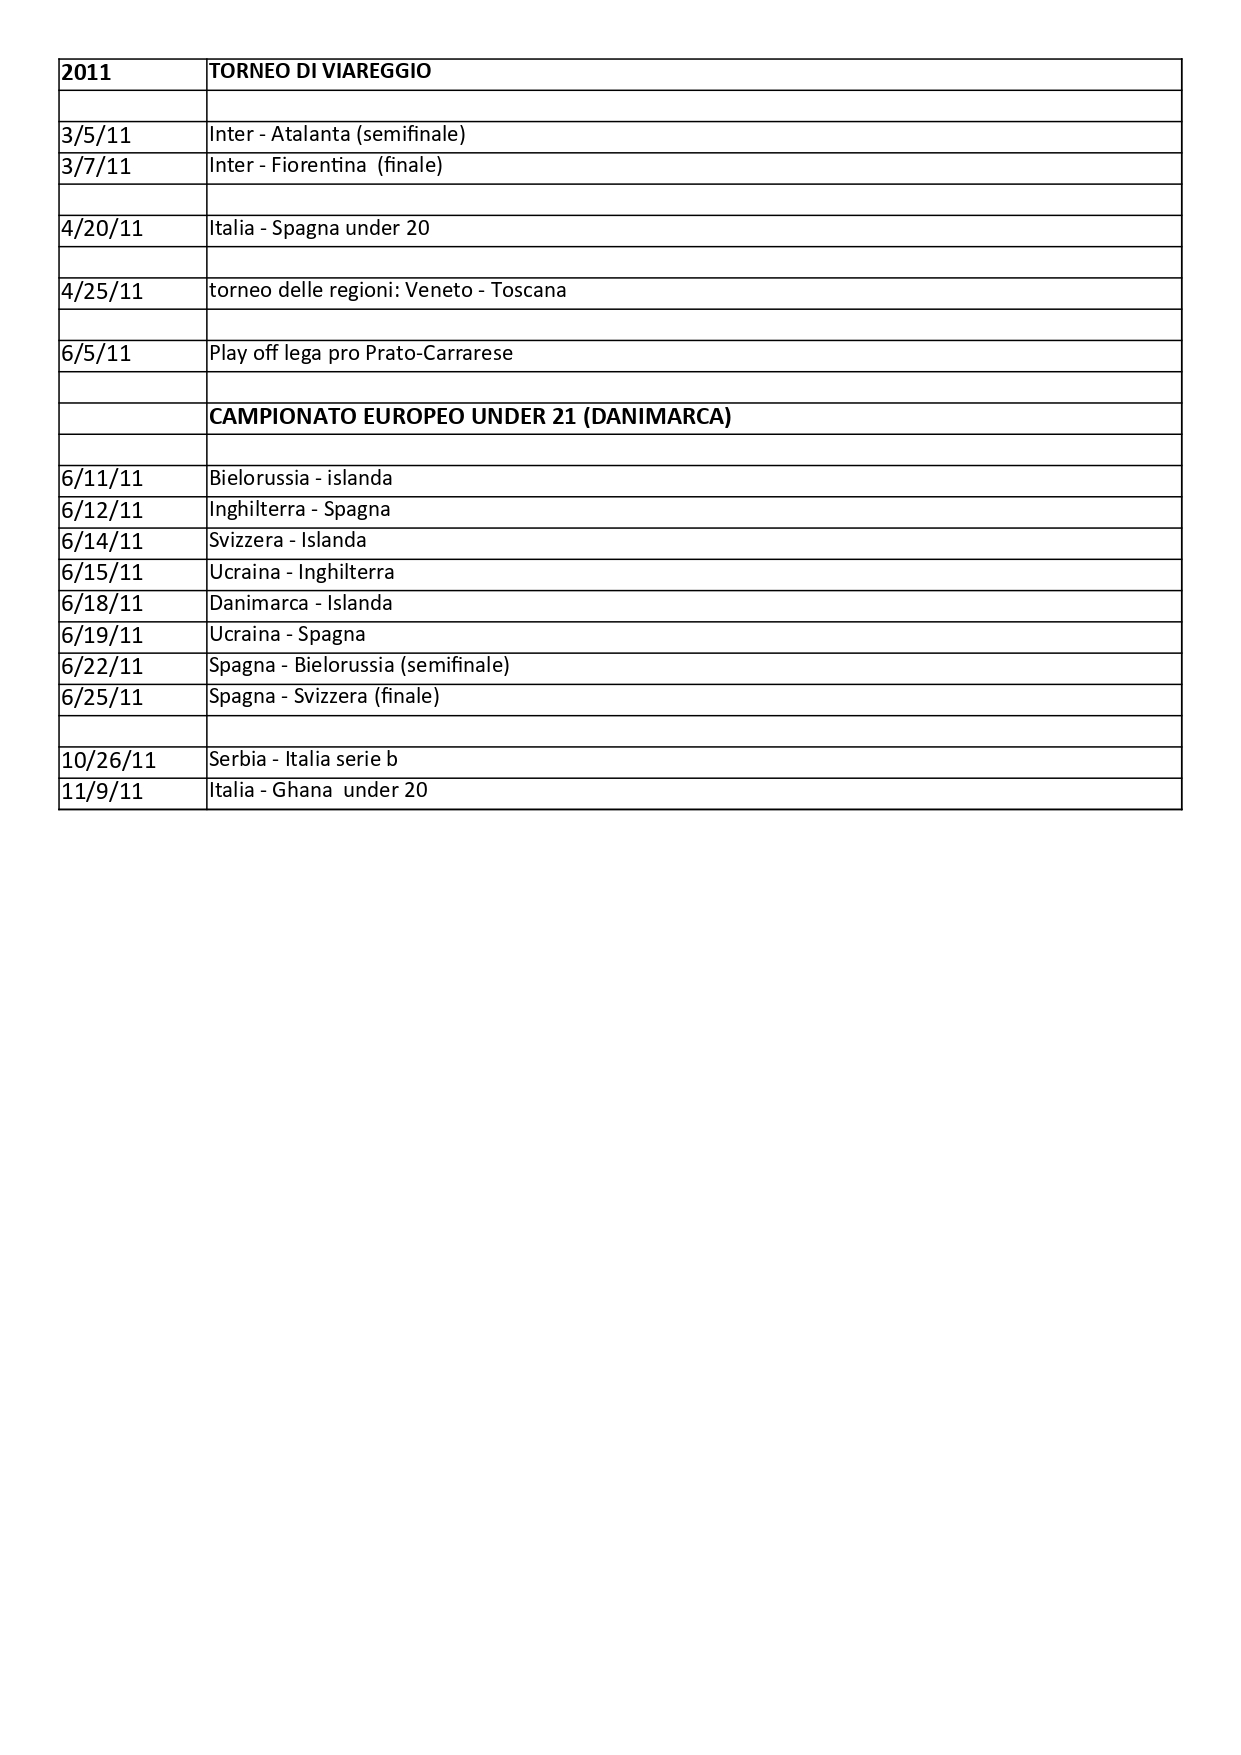 2011 TORNEO DI VIAREGGIO
3/5/11 Inter - Atalanta (semifinale)
3/7/11 Inter - Fiorentina  (finale)
4/20/11 Italia - Spagna under 20
4/25/11 torneo delle regioni: Veneto - Toscana
6/5/11 Play off lega pro Prato-Carrarese
CAMPIONATO EUROPEO UNDER 21 (DANIMARCA)
6/11/11 Bielorussia - islanda
6/12/11 Inghilterra - Spagna
6/14/11 Svizzera - Islanda
6/15/11 Ucraina - Inghilterra
6/18/11 Danimarca - Islanda
6/19/11 Ucraina - Spagna
6/22/11 Spagna - Bielorussia (semifinale)
6/25/11 Spagna - Svizzera (finale)
10/26/11 Serbia - Italia serie b
11/9/11 Italia - Ghana  under 20